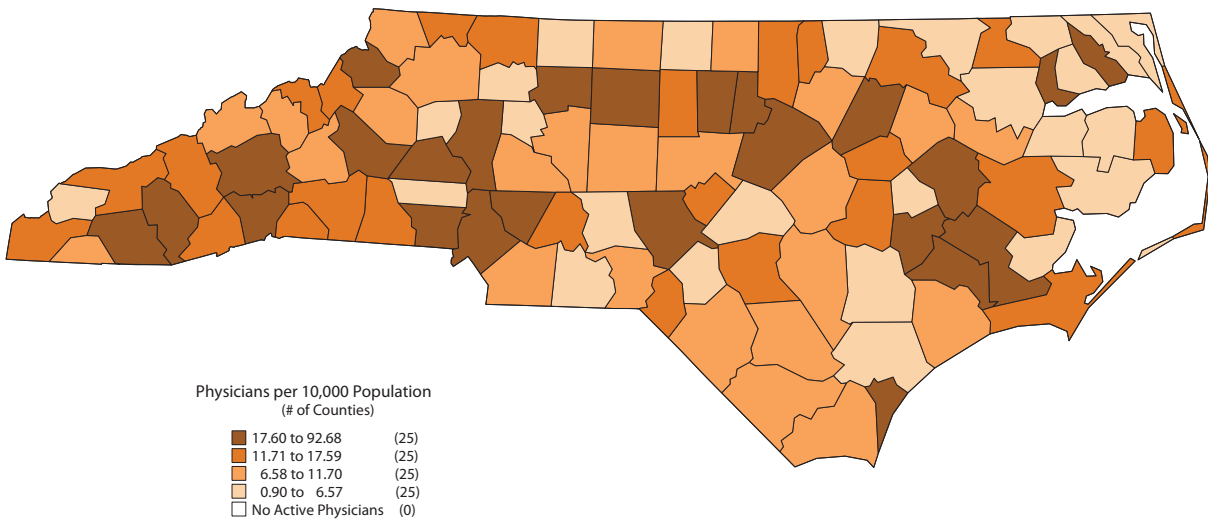 Physicians per 10,000 Population
(# of Counties)
17.60 to 92.68 (25)
11.71 to 17.59 (25)
6.58 to 11.70 (25)
0.90 to 6.57 (25)
No Active Physicians (0)